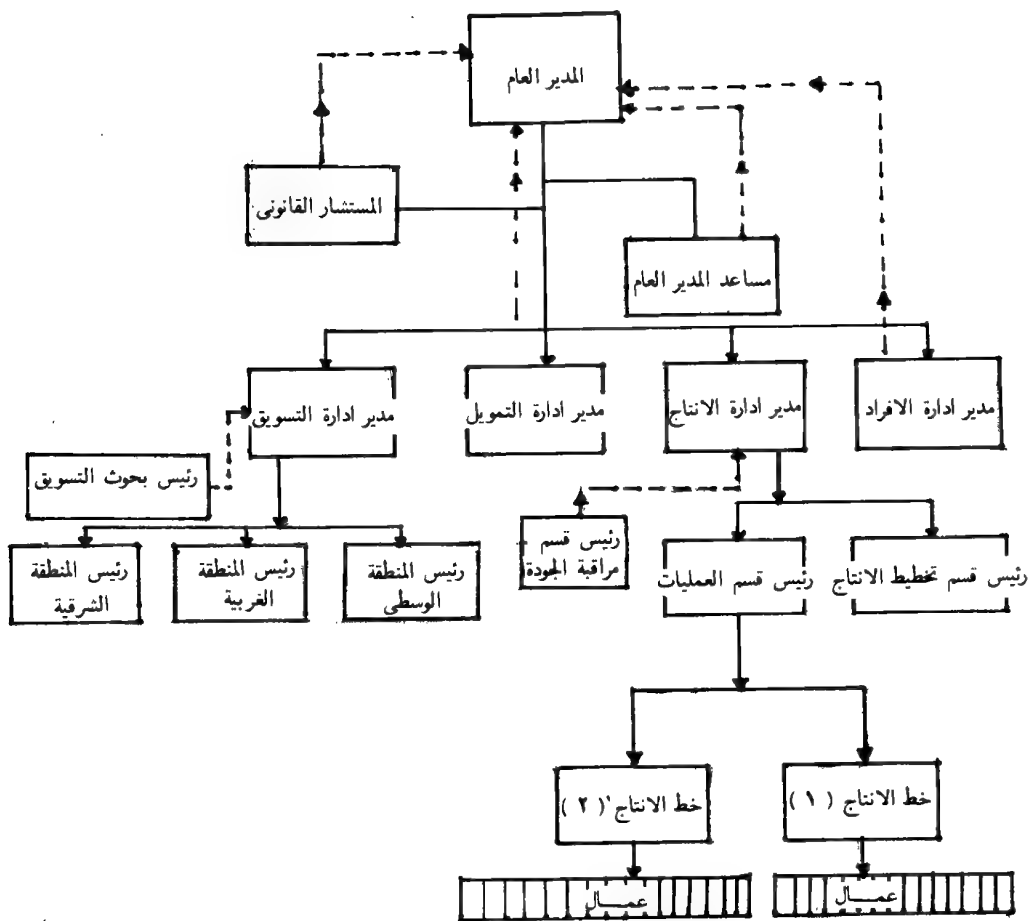 المدير العام
المستشار القانونى
مساعد المدير العام
مدير ادارة الافراد
مدير ادارة الانتاج
مدير ادارة التمويل
مدير ادارة التسويق
رئيس بحوث التسويق
رئيس قسم تخطيط الانتاج
رئيس قسم العمليات
رئيس قسم
مراقبة الجودة
رئيس المنطقة
الوسطى
رئيس المنطقة
الغربية
رئيس المنطقة
الشرقية
خط الانتاج ( ١ )
خط الانتاج ( ٢ )
عمـــال
عمـــال